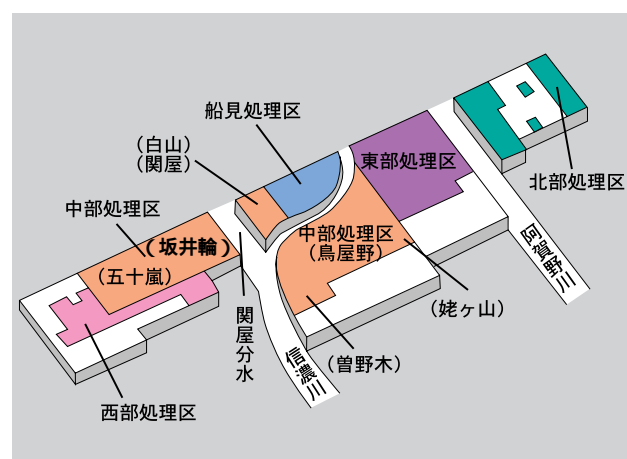 船見処理区
（白山）
（関屋）
東部処理区
北部処理区
中部処理区
（坂井輪）
（五十嵐）
中部処理区
（鳥屋野）
阿賀野川
（姥ヶ山）
関屋分水
信濃川
（曽野木）
西部処理区